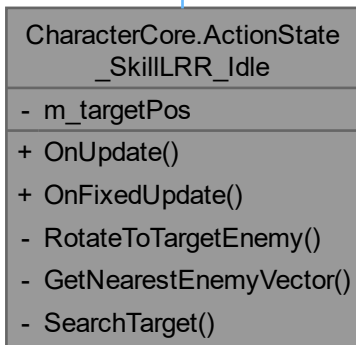 CharacterCore.ActionState
_SkillLRR_Idle
- m_targetPos
+ OnUpdate()
+ OnFixedUpdate()
- RotateToTargetEnemy()
- GetNearestEnemyVector()
- SearchTarget()